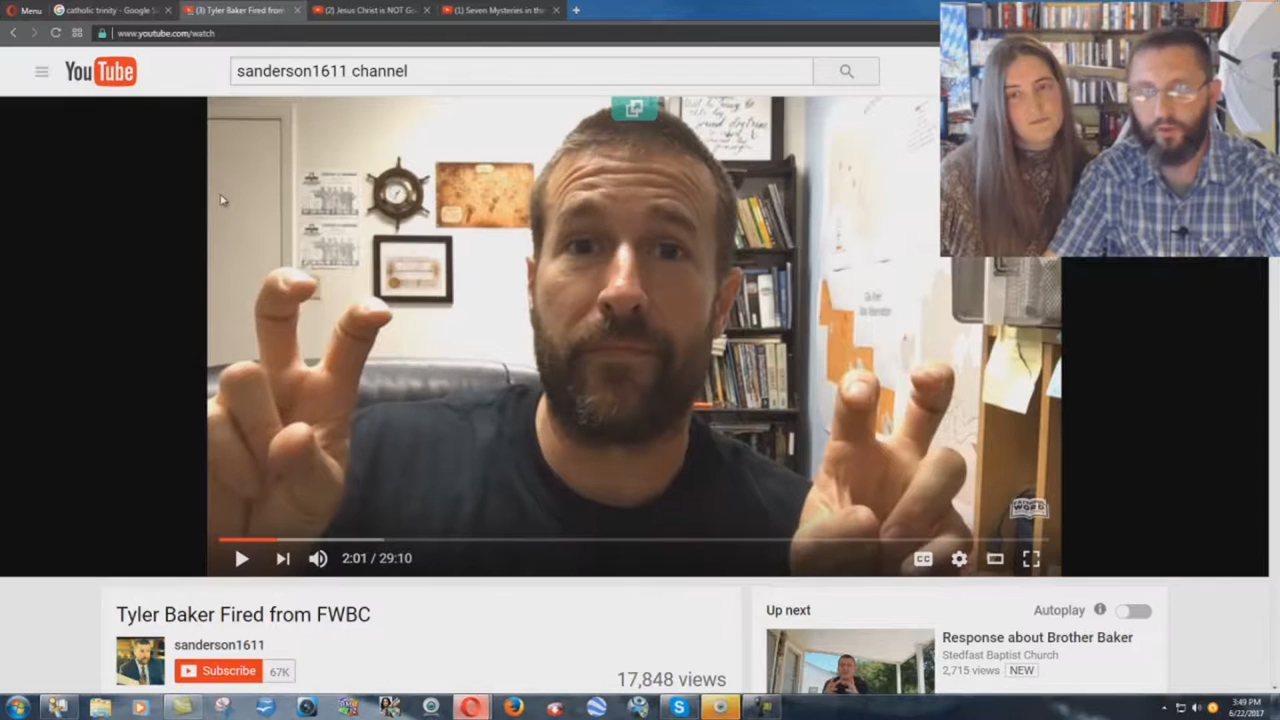 Menu
catholic trinity - Google S
(3) Tyler Baker Fired from
(2) Jesus Christ is NOT G
(1) Seven Mysteries in th
www.youtube.com/watch
YouTube
sanderson1611 channel
WORD
CC
2:01 / 29:10
Tyler Baker Fired from FWBC
sanderson1611
Subscribe 67K
17,848 views
Up next
Autoplay
Response about Brother Baker
Stedfast Baptist Church
2,715 views NEW
3:49 PM
6/22/2017